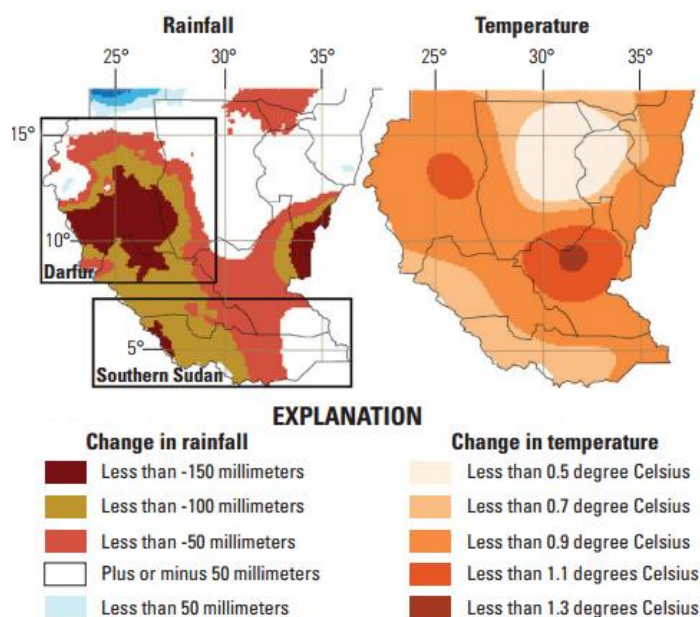 Rainfall
Temperature
25° 30° 35°
25° 30° 35°
15°
10°
Darfur
5°
Southern Sudan
EXPLANATION
Change in rainfall
Less than -150 millimeters
Less than -100 millimeters
Less than -50 millimeters
Plus or minus 50 millimeters
Less than 50 millimeters
Change in temperature
Less than 0.5 degree Celsius
Less than 0.7 degree Celsius
Less than 0.9 degree Celsius
Less than 1.1 degrees Celsius
Less than 1.3 degrees Celsius